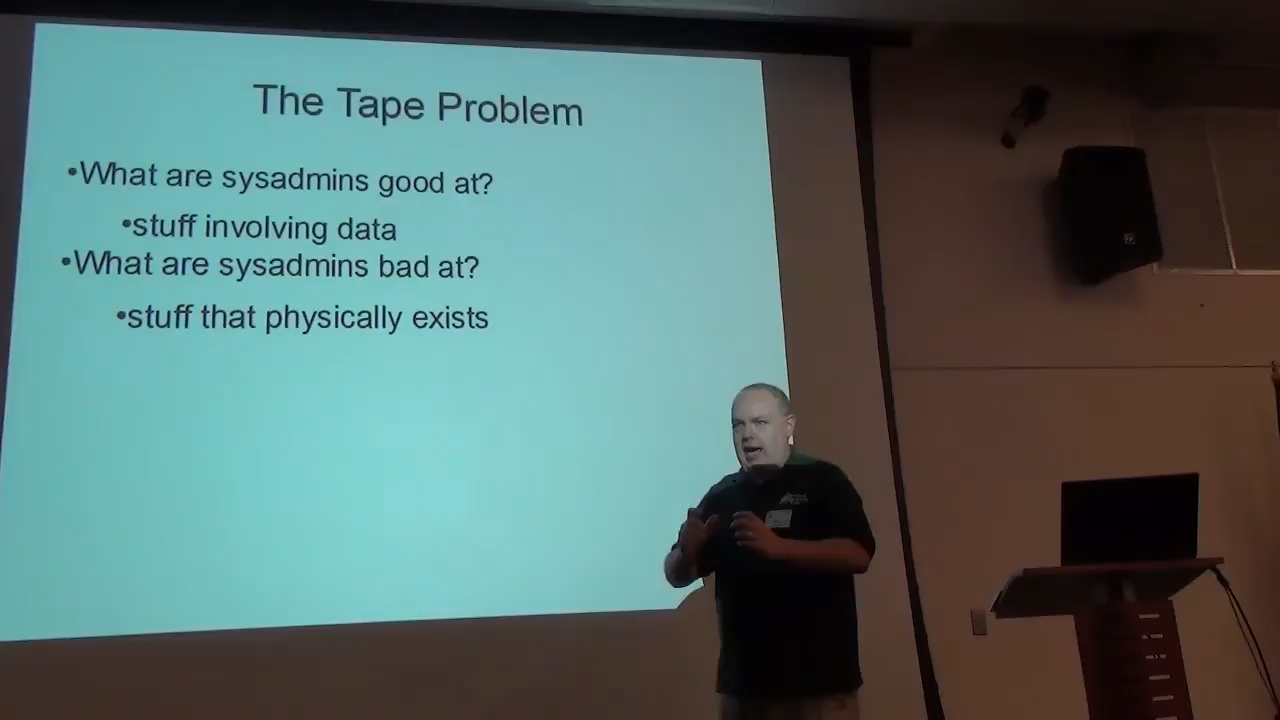 The Tape Problem
•What are sysadmins good at?
•stuff involving data
•What are sysadmins bad at?
•stuff that physically exists